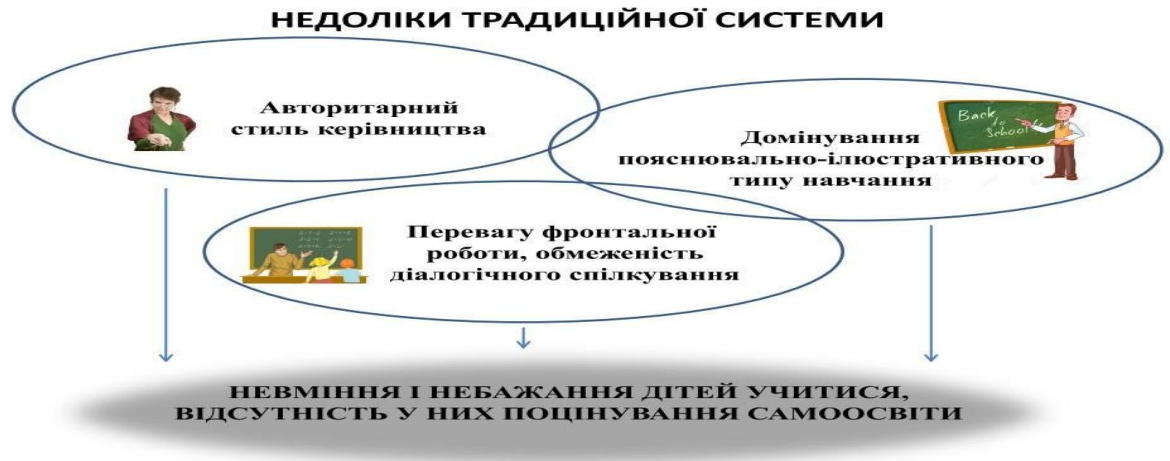 НЕДОЛІКИ ТРАДИЦІЙНОЇ СИСТЕМИ
Авторитарний
стиль керівництва
Back
to
School
Домінування
пояснювально-ілюстративного
типу навчання
Перевагу фронтальної
роботи, обмеженість
діалогічного спілкування
НЕВМІННЯ І НЕБАЖАННЯ ДІТЕЙ УЧИТИСЯ,
ВІДСУТНІСТЬ У НИХ ПОЦІНУВАННЯ САМООСВІТИ